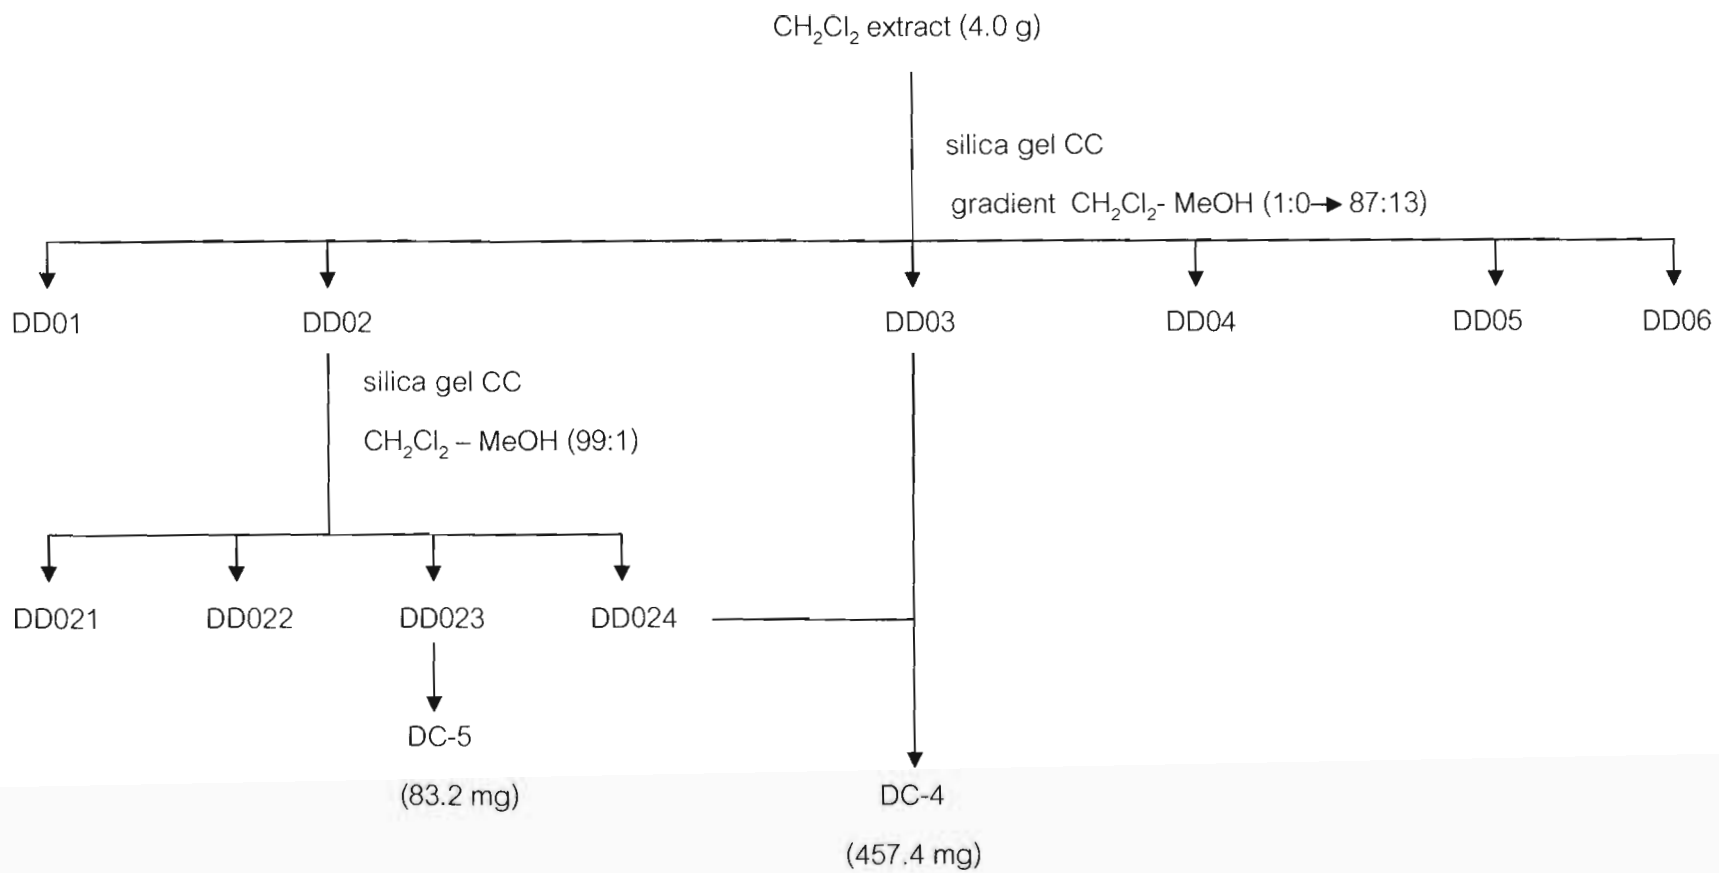 CH₂Cl₂ extract (4.0 g)
silica gel CC
gradient CH₂Cl₂- MeOH (1:0→ 87:13)
DD01 DD02 DD03 DD04 DD05 DD06
silica gel CC
CH₂Cl₂ – MeOH (99:1)
DD021 DD022 DD023 DD024
DC-5
(83.2 mg)
DC-4
(457.4 mg)